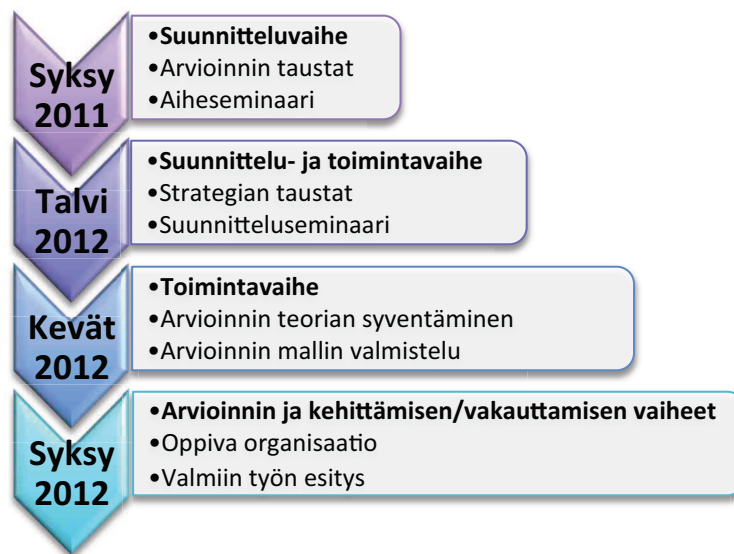 Syksy
2011
•Suunnitteluvaihe
•Arvioinnin taustat
•Aiheseminaari
Talvi
2012
•Suunnittelu- ja toimintavaihe
•Strategian taustat
•Suunnitteluseminaari
Kevät
2012
•Toimintavaihe
•Arvioinnin teorian syventäminen
•Arvioinnin mallin valmistelu
Syksy
2012
•Arvioinnin ja kehittämisen/vakauttamisen vaiheet
•Oppiva organisaatio
•Valmiin työn esitys